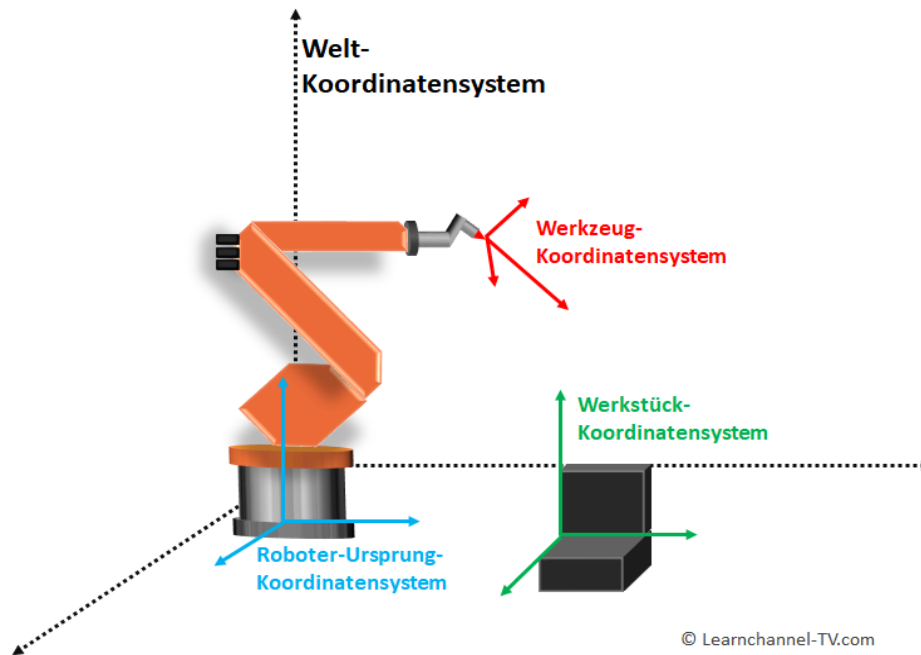 Welt-
Koordinatensystem
Werkzeug-
Koordinatensystem
Werkstück-
Koordinatensystem
Roboter-Ursprung-
Koordinatensystem
© Learnchannel-TV.com